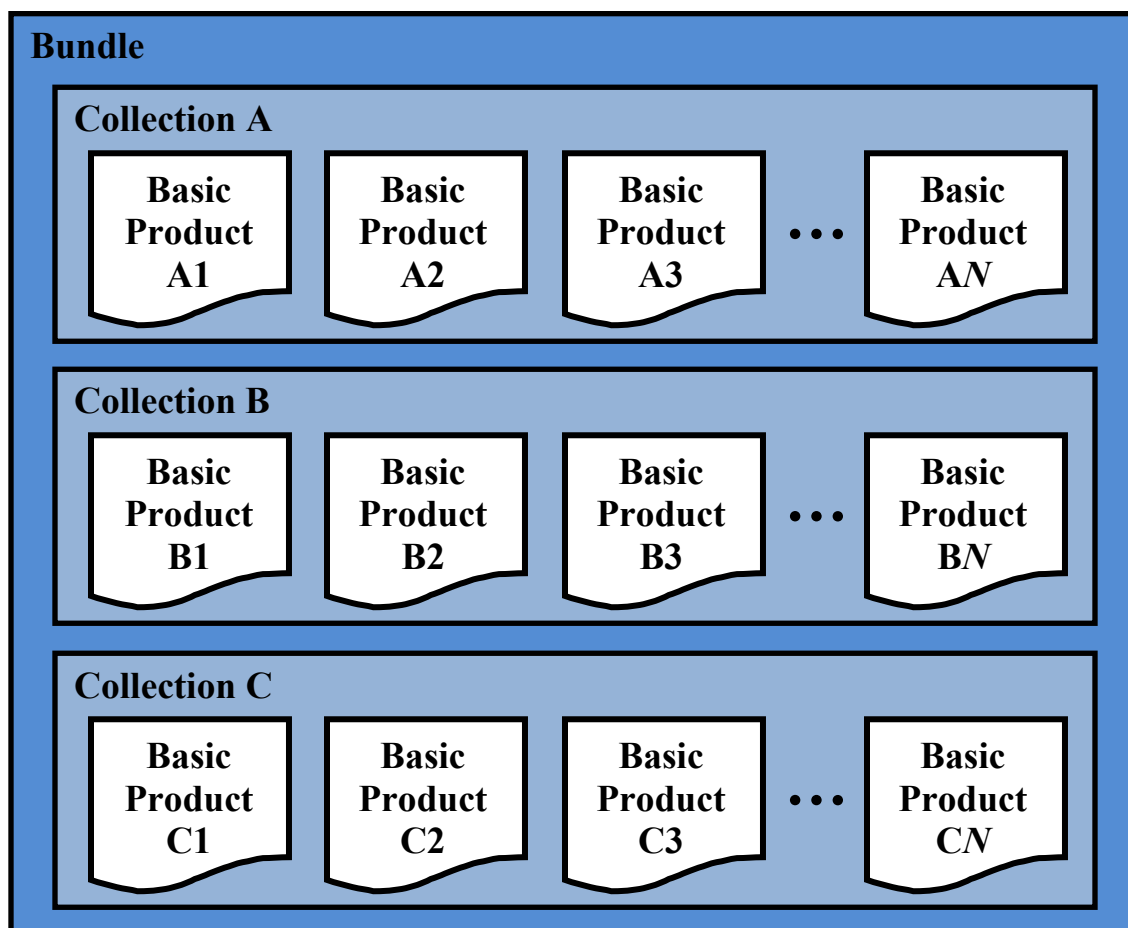 Bundle
Collection A
Basic
Product
A1
Basic
Product
A2
Basic
Product
A3
...
Basic
Product
AN
Collection B
Basic
Product
B1
Basic
Product
B2
Basic
Product
B3
...
Basic
Product
BN
Collection C
Basic
Product
C1
Basic
Product
C2
Basic
Product
C3
...
Basic
Product
CN